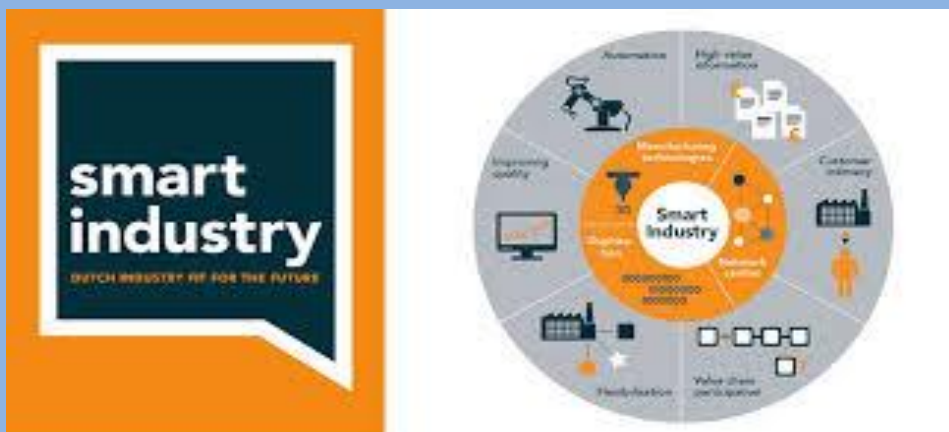 smart
industry
DUTCH INDUSTRY FIT FOR THE FUTURE
Automation
High-value
information
Improving
quality
Manufacturing
technologies
Customer
intimacy
3D
Smart
Industry
Network
centric
Flexibilisation
Value chain
participation